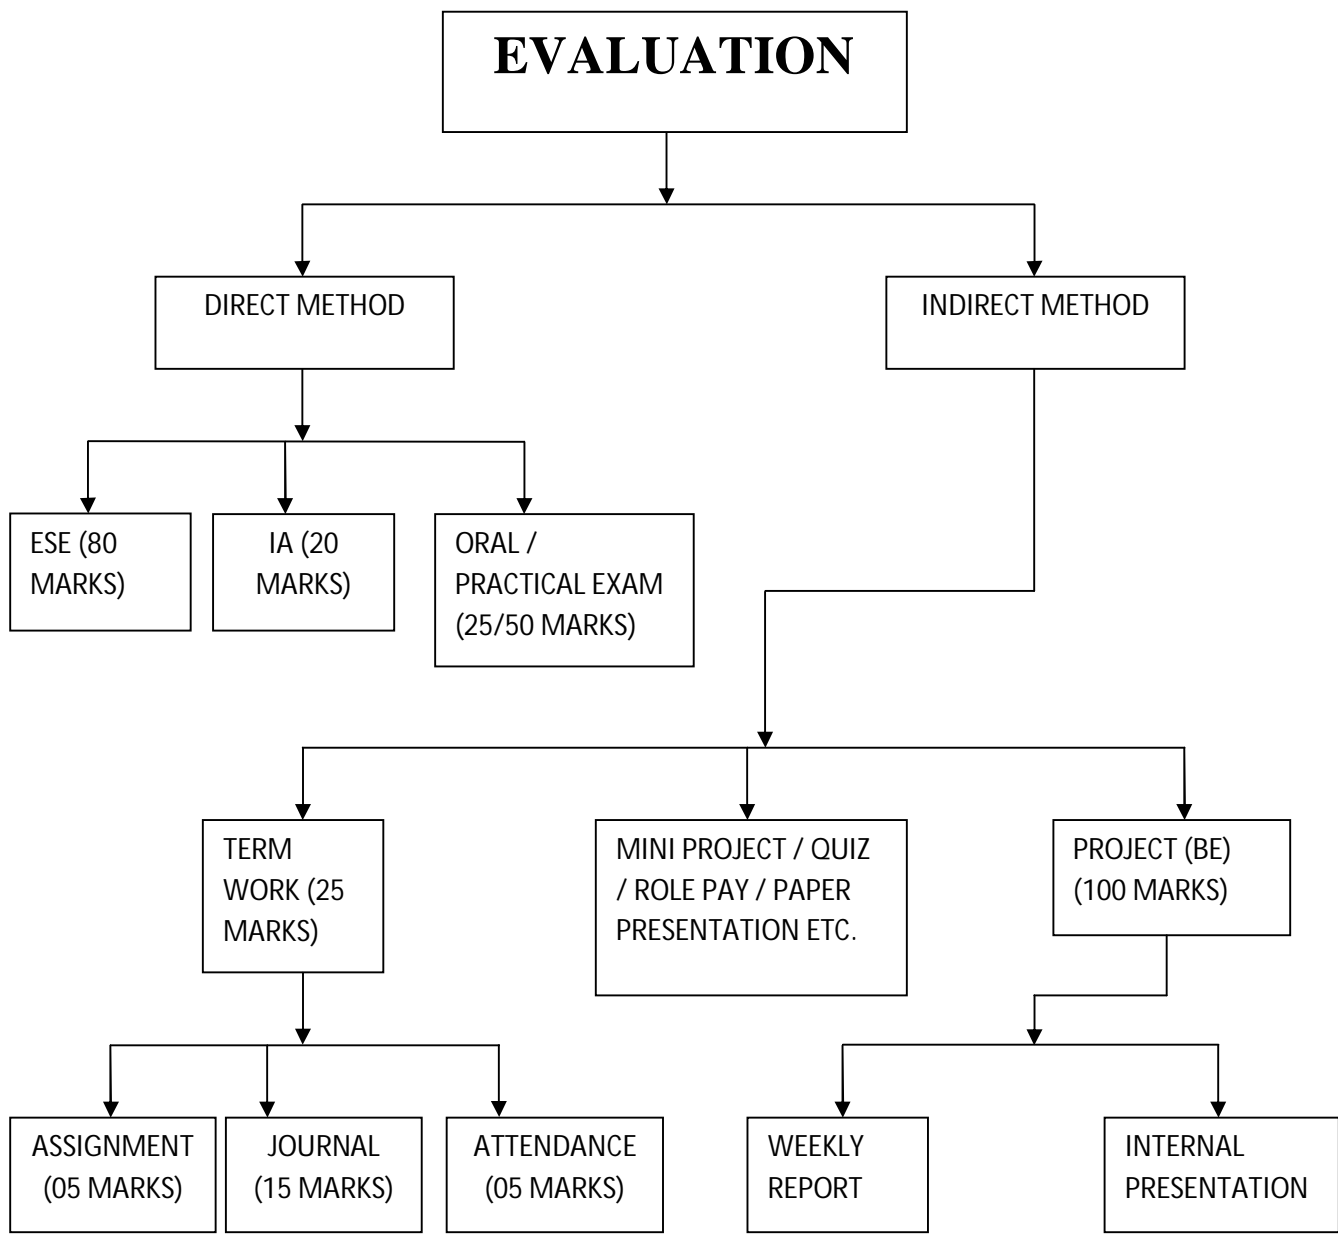 EVALUATION
DIRECT METHOD
INDIRECT METHOD
ESE (80
MARKS)
IA (20
MARKS)
ORAL /
PRACTICAL EXAM
(25/50 MARKS)
TERM
WORK (25
MARKS)
MINI PROJECT / QUIZ
/ ROLE PAY / PAPER
PRESENTATION ETC.
PROJECT (BE)
(100 MARKS)
ASSIGNMENT
(05 MARKS)
JOURNAL
(15 MARKS)
ATTENDANCE
(05 MARKS)
WEEKLY
REPORT
INTERNAL
PRESENTATION